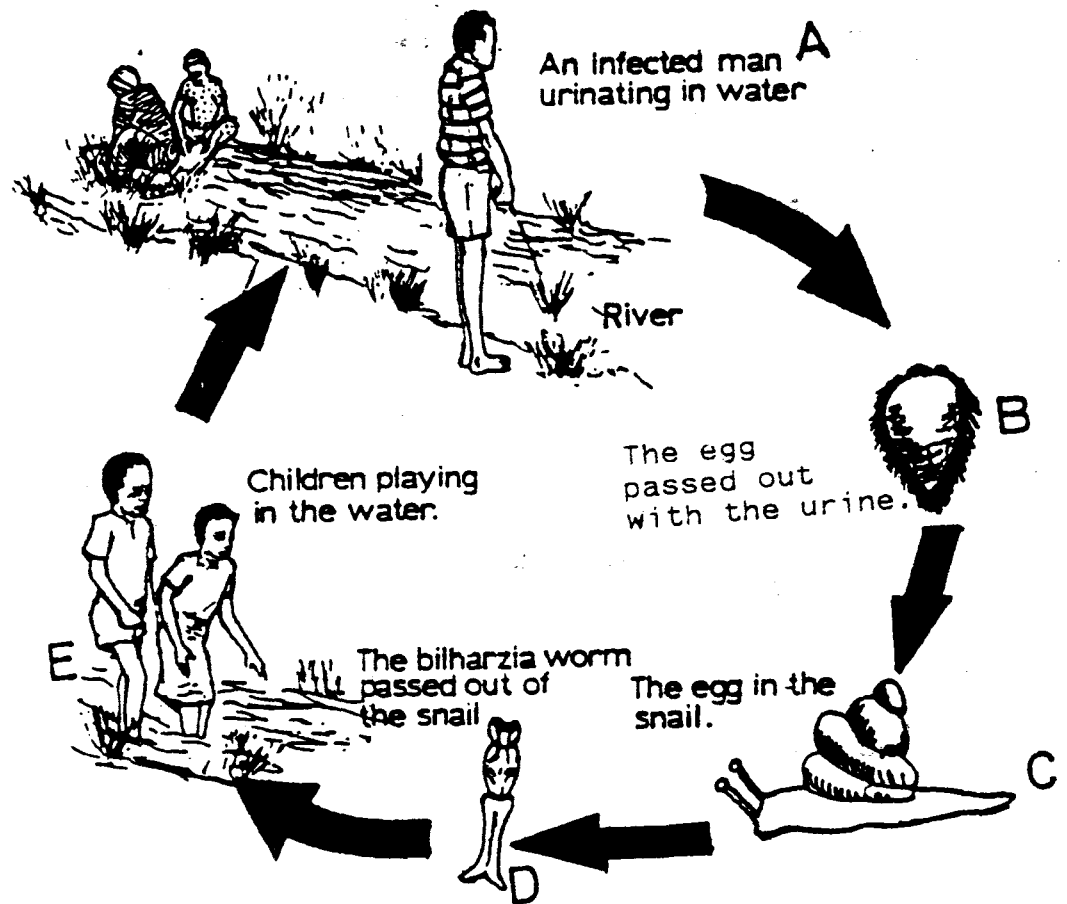 A
An infected man
urinating in water
River
B
The egg
passed out
with the urine.
Children playing
in the water.
E
The bilharzia worm
passed out of
the snail
The egg in the
snail.
C
D